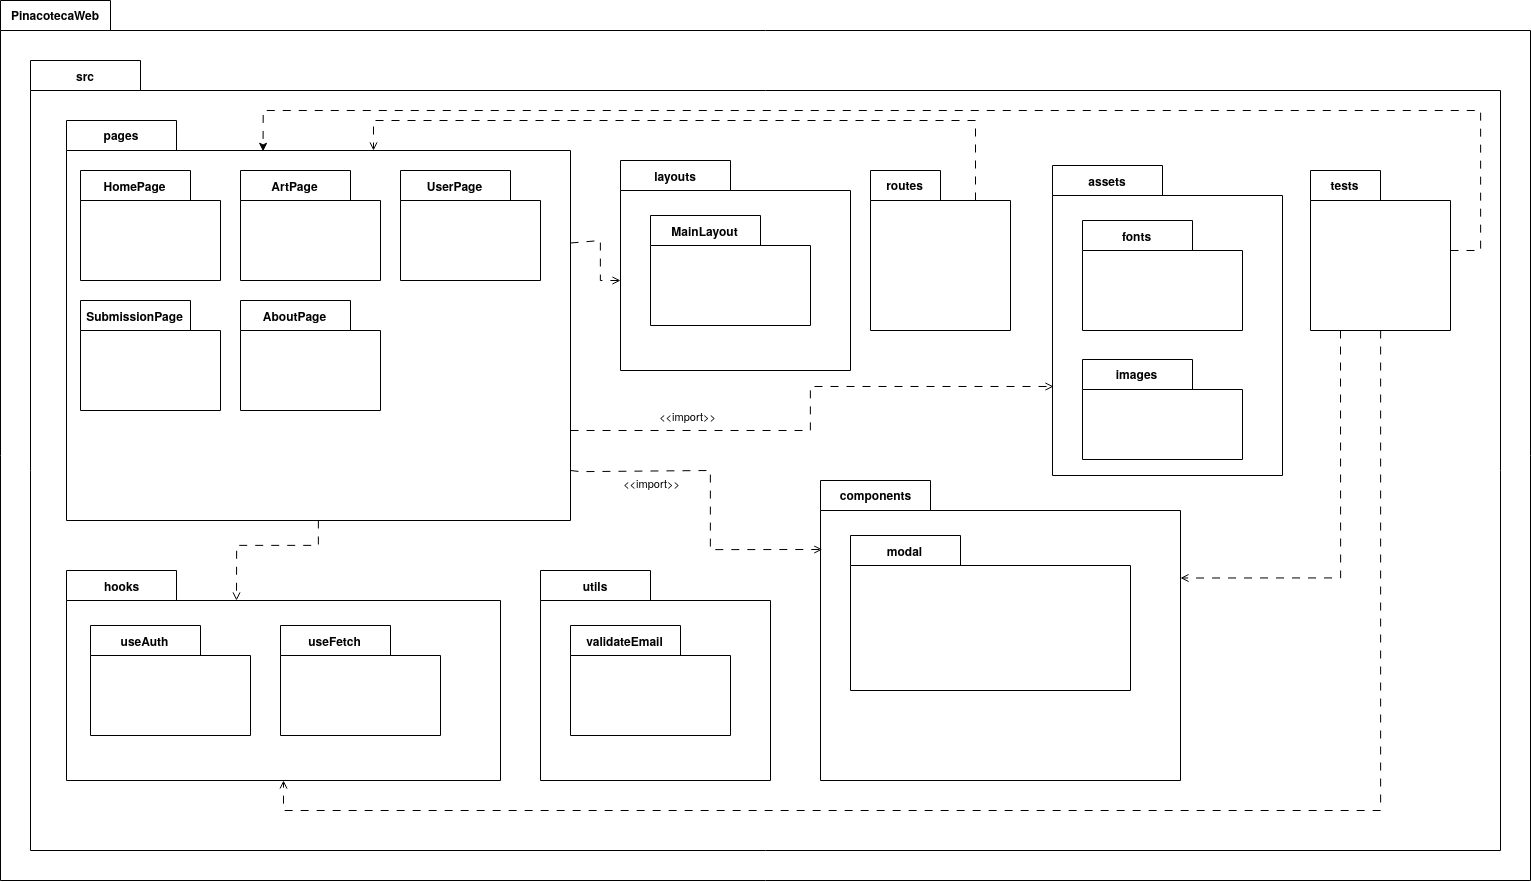 PinacotecaWeb
src
pages
HomePage
ArtPage
UserPage
SubmissionPage
AboutPage
layouts
MainLayout
routes
assets
fonts
images
tests
<<import>>
<<import>>
components
modal
hooks
useAuth
useFetch
utils
validateEmail